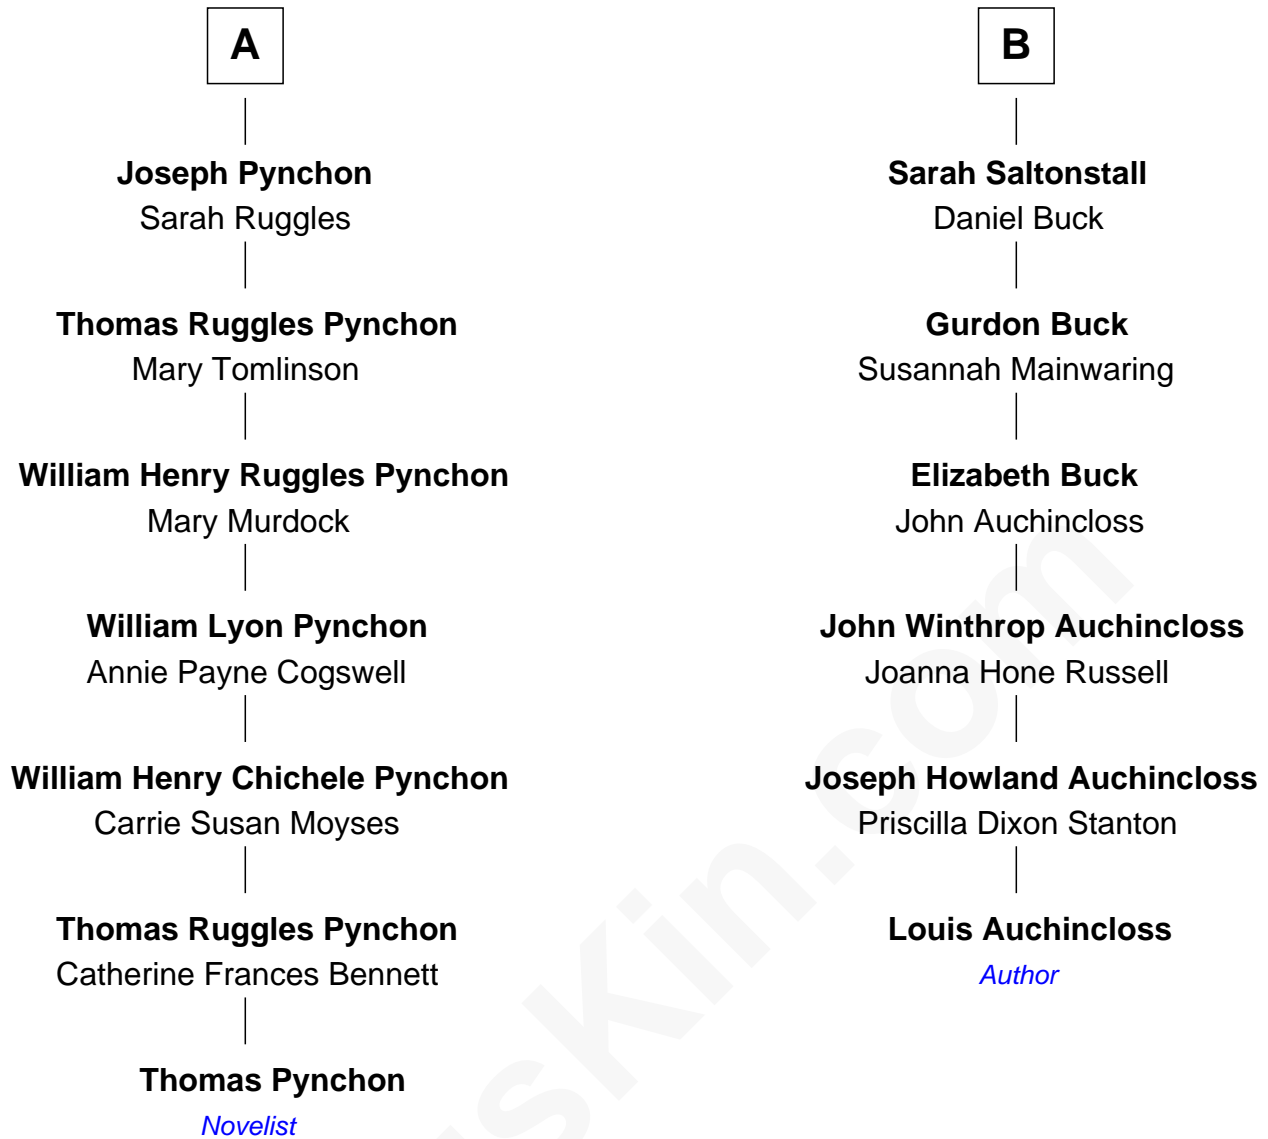 A
Joseph Pynchon
Sarah Ruggles
Thomas Ruggles Pynchon
Mary Tomlinson
William Henry Ruggles Pynchon
Mary Murdock
William Lyon Pynchon
Annie Payne Cogswell
William Henry Chichele Pynchon
Carrie Susan Moyses
Thomas Ruggles Pynchon
Catherine Frances Bennett
Thomas Pynchon
Novelist
B
Sarah Saltonstall
Daniel Buck
Gurdon Buck
Susannah Mainwaring
Elizabeth Buck
John Auchincloss
John Winthrop Auchincloss
Joanna Hone Russell
Joseph Howland Auchincloss
Priscilla Dixon Stanton
Louis Auchincloss
Author
sKin.com